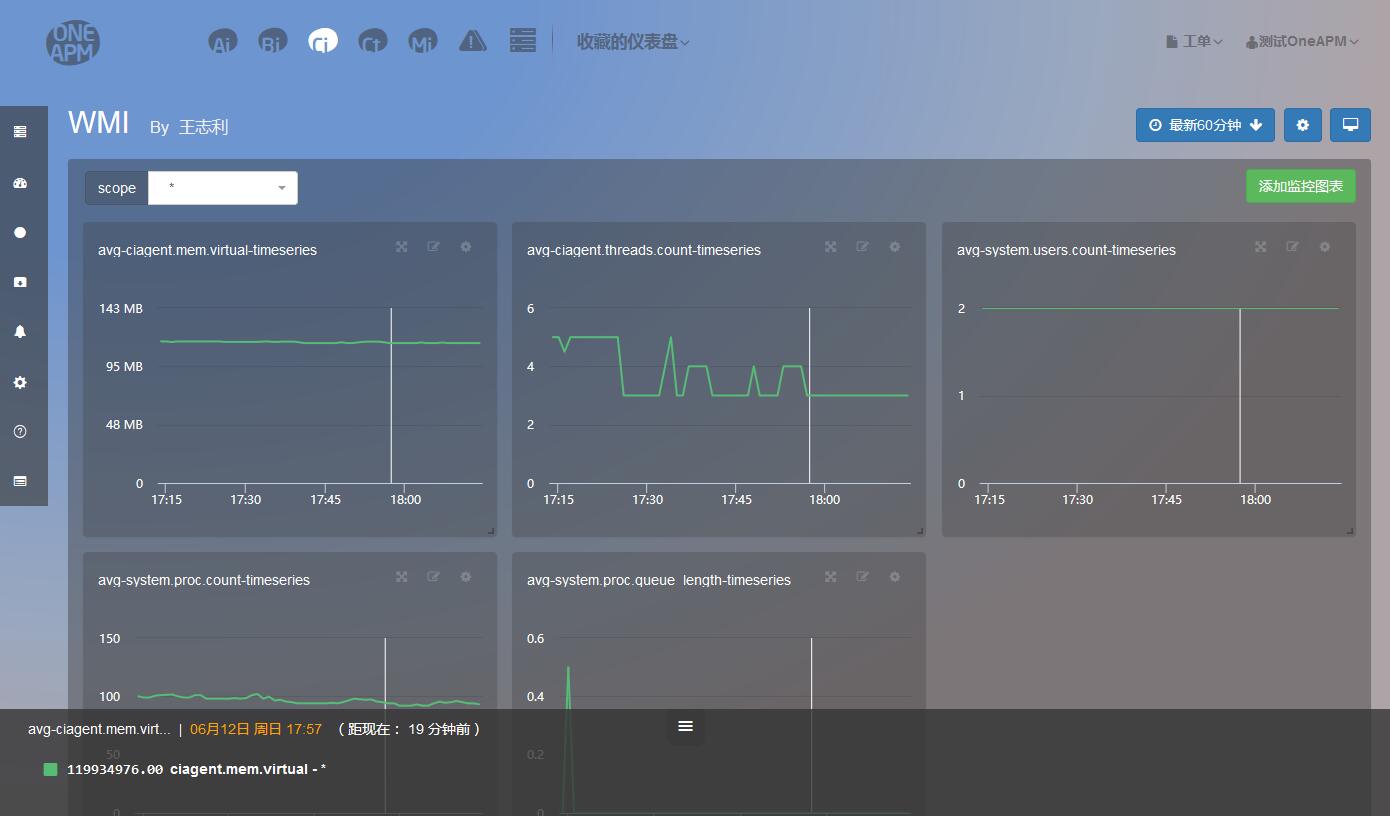 ONE
APM
Ai Bi Ci Ct Mi 收藏的仪表盘 工单 测试OneAPM
WMI By 王志利 最新60分钟
scope * 添加监控图表
avg-ciagent.mem.virtual-timeseries
143 MB
95 MB
48 MB
0
17:15 17:30 17:45 18:00
avg-ciagent.threads.count-timeseries
6
4
2
0
17:15 17:30 17:45 18:00
avg-system.users.count-timeseries
2
1
0
17:15 17:30 17:45 18:00
avg-system.proc.count-timeseries
150
100
50
0
avg-system.proc.queue_length-timeseries
0.6
0.4
0.2
0
avg-ciagent.mem.virt... | 06月12日 周日 17:57 （距现在： 19 分钟前）
119934976.00 ciagent.mem.virtual - *